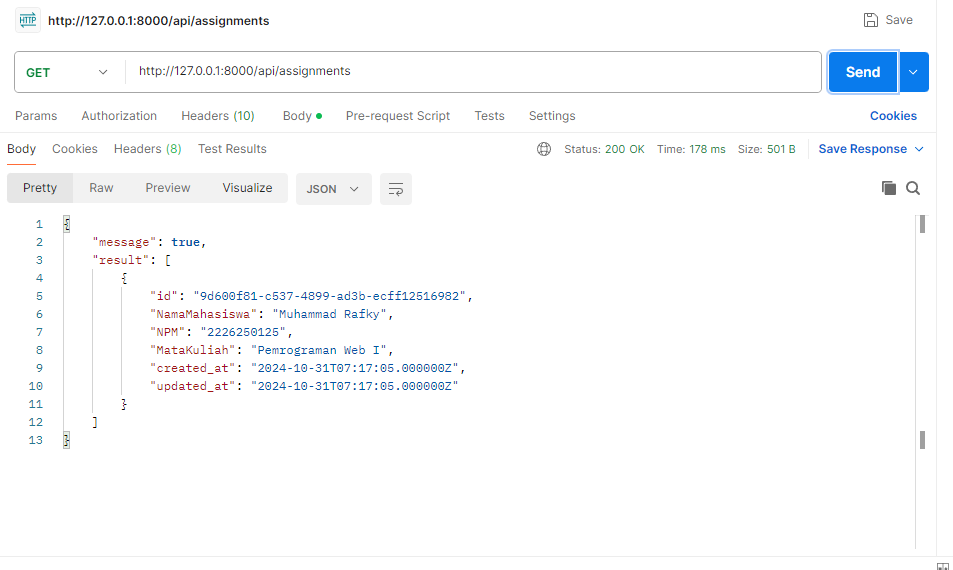 HTTP http://127.0.0.1:8000/api/assignments Save
GET http://127.0.0.1:8000/api/assignments Send
Params Authorization Headers (10) Body Pre-request Script Tests Settings Cookies
Body Cookies Headers (8) Test Results Status: 200 OK Time: 178 ms Size: 501 B Save Response
Pretty Raw Preview Visualize JSON
1 {
2 "message": true,
3 "result": [
4 {
5 "id": "9d600f81-c537-4899-ad3b-ecff12516982",
6 "NamaMahasiswa": "Muhammad Rafky",
7 "NPM": "2226250125",
8 "MataKuliah": "Pemrograman Web I",
9 "created_at": "2024-10-31T07:17:05.000000Z",
10 "updated_at": "2024-10-31T07:17:05.000000Z"
11 }
12 ]
13 }